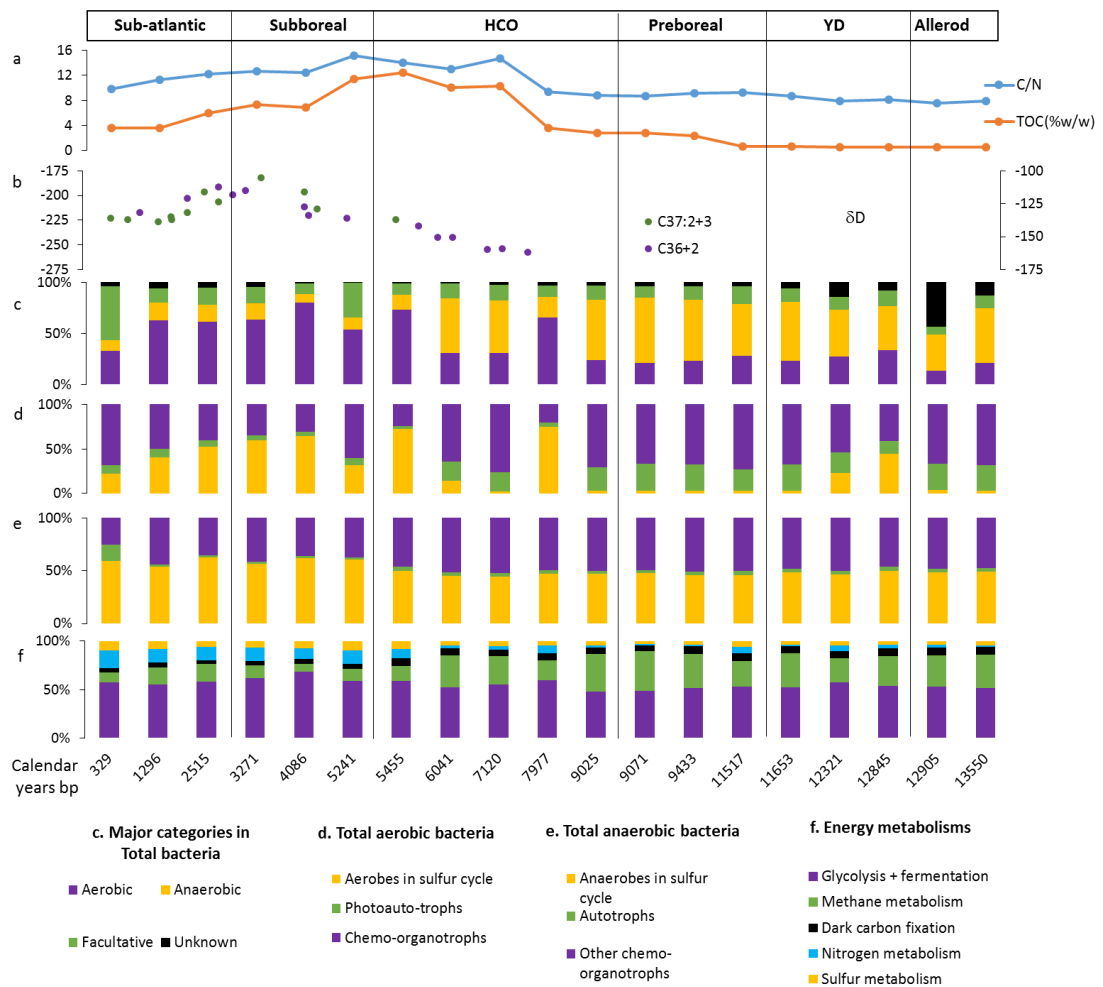 Sub-atlantic Subboreal HCO Preboreal YD Allerod
a
16
12
8
4
0
C/N
TOC(%w/w)
b
-175
-200
-225
-250
-275
C37:2+3
C36+2
δD
-100
-125
-150
-175
c
100%
50%
0%
d
100%
50%
0%
e
100%
50%
0%
f
100%
50%
0%
Calendar
years bp
329 1296 2515 3271 4086 5241 5455 6041 7120 7977 9025 9071 9433 11517 11653 12321 12845 12905 13550
c. Major categories in
Total bacteria
Aerobic Anaerobic
Facultative Unknown
d. Total aerobic bacteria
Aerobes in sulfur cycle
Photoauto-trophs
Chemo-organotrophs
e. Total anaerobic bacteria
Anaerobes in sulfur
cycle
Autotrophs
Other chemo-
organotrophs
f. Energy metabolisms
Glycolysis + fermentation
Methane metabolism
Dark carbon fixation
Nitrogen metabolism
Sulfur metabolism